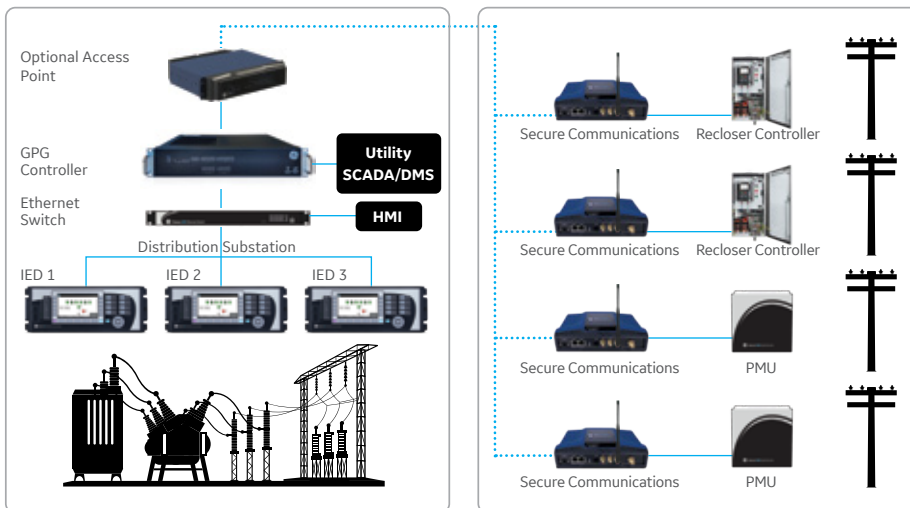 Optional Access
Point
GPG
Controller
Utility
SCADA/DMS
Ethernet
Switch
HMI
Distribution Substation
IED 1
IED 2
IED 3
Secure Communications
Recloser Controller
Secure Communications
Recloser Controller
Secure Communications
PMU
Secure Communications
PMU